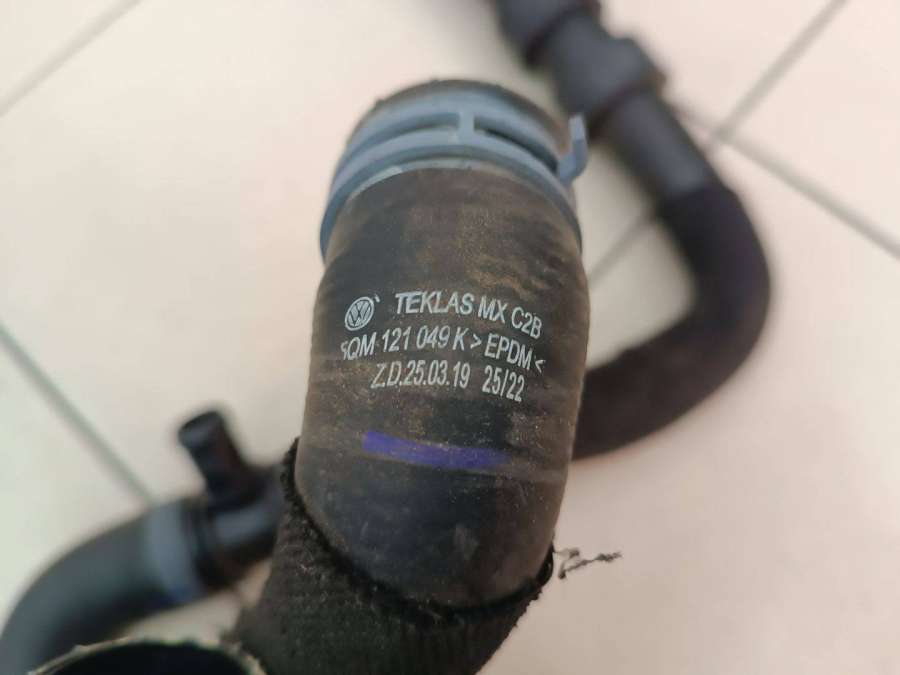 TEKLAS MX C2B
5QM 121 049 K >EPDM<
Z.D.25.03.19 25/22